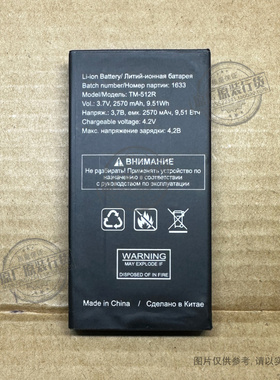 Li-ion Battery/ Литий-ионная батарея
Batch number/Номер партии: 1633
Model/Модель: TM-512R
Vol.: 3.7V, 2570 mAh, 9.51Wh
Напряж.: 3,7В, емк. 2570 мАч, 9,51 Втч
Chargeable voltage: 4,2V
Макс. напряжение зарядки: 4,2В
ВНИМАНИЕ
Не разбирать! Применять устройство по
назначению в соответствии
с руководством по экспл.
WARNING
MAY EXPLODE IF
DISPOSED OF IN FIRE
Made in China / Сделано в Китае